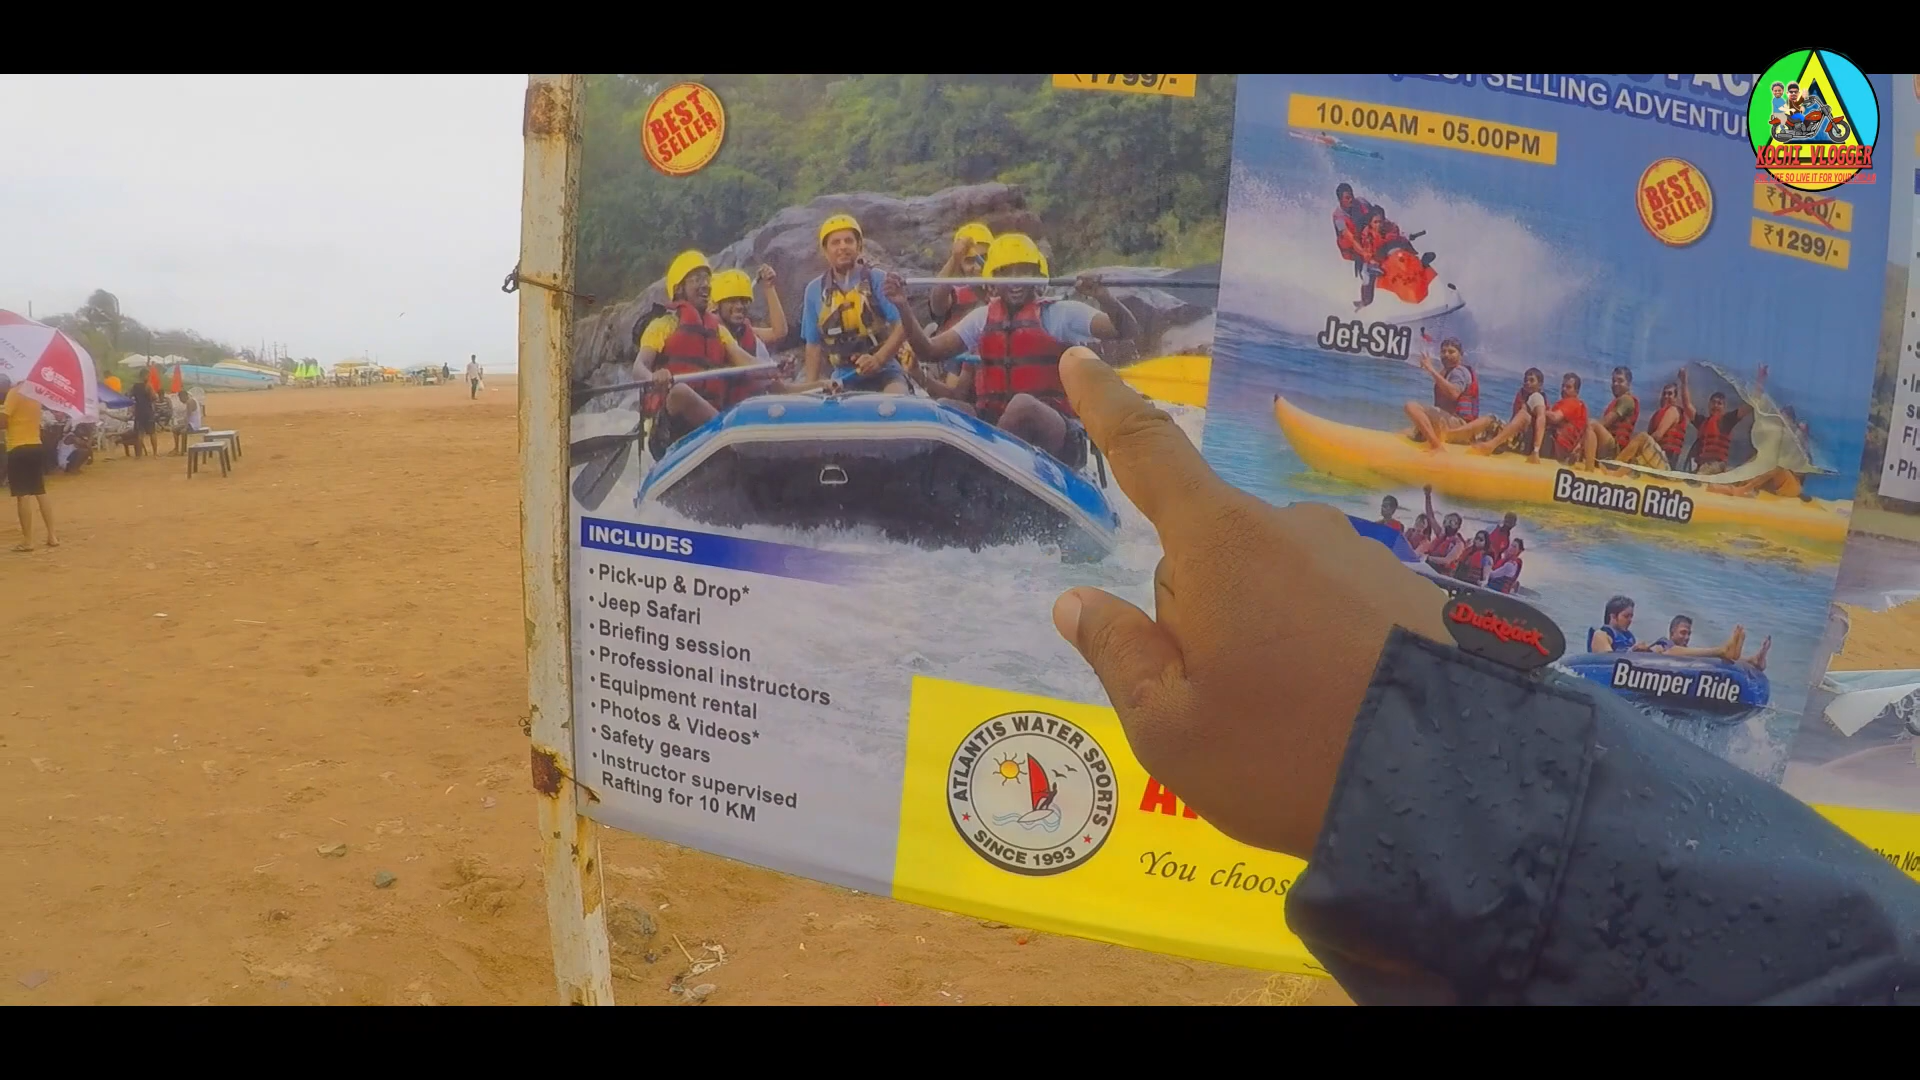 ₹1799/-
BEST
SELLER
INCLUDES
• Pick-up & Drop*
• Jeep Safari
• Briefing session
• Professional instructors
• Equipment rental
• Photos & Videos*
• Safety gears
• Instructor supervised
Rafting for 10 KM
ATLANTIS WATER SPORTS
SINCE 1993
You choos
SELLING ADVENTU
10.00AM - 05.00PM
BEST
SELLER
₹1600/-
₹1299/-
Jet-Ski
Banana Ride
Bumper Ride
Duckback
KOCHI VLOGGER